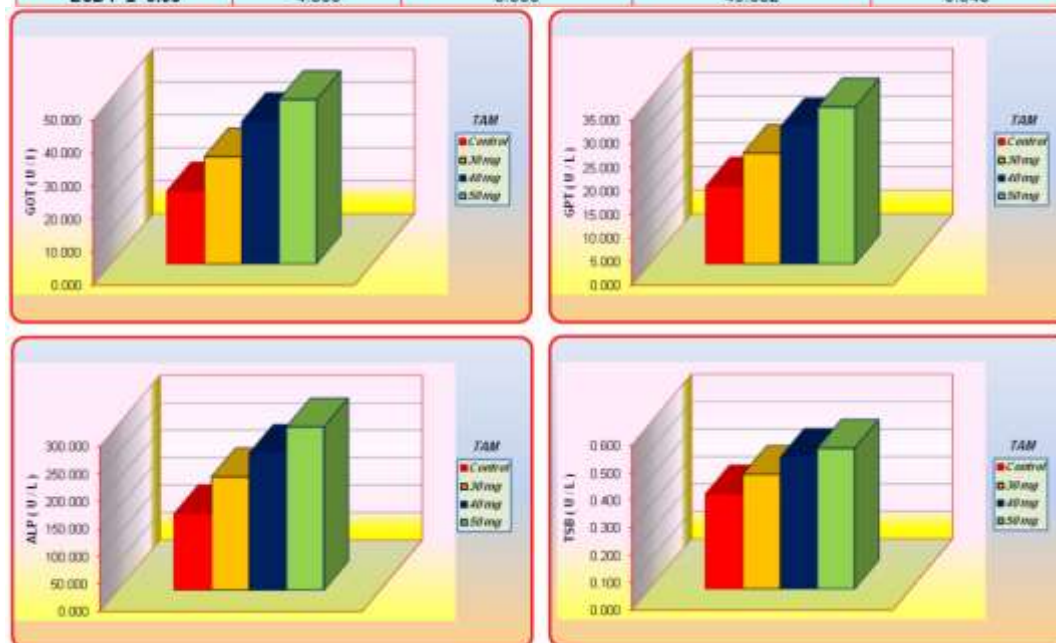 TAM
Control
30 mg
40 mg
50 mg
GOT ( U / l )
50.000
40.000
30.000
20.000
10.000
0.000
TAM
Control
30 mg
40 mg
50 mg
GPT ( U / L )
35.000
30.000
25.000
20.000
15.000
10.000
5.000
0.000
TAM
Control
30 mg
40 mg
50 mg
ALP ( U / L )
300.000
250.000
200.000
150.000
100.000
50.000
0.000
TAM
Control
30 mg
40 mg
50 mg
TSB ( U / L )
0.600
0.500
0.400
0.300
0.200
0.100
0.000